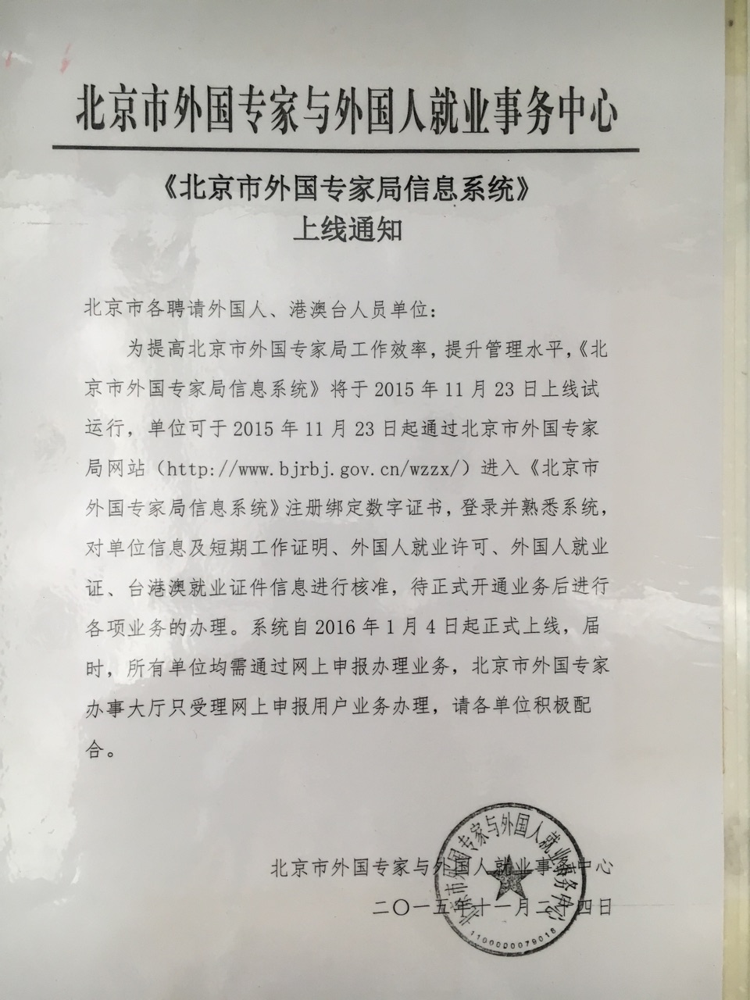 北京市外国专家与外国人就业事务中心
《北京市外国专家局信息系统》
上线通知
北京市各聘请外国人、港澳台人员单位：
为提高北京市外国专家局工作效率，提升管理水平，《北
京市外国专家局信息系统》将于 2015 年 11 月 23 日上线试
运行，单位可于 2015 年 11 月 23 日起通过北京市外国专家
局网站（http://www.bjrbj.gov.cn/wzzx/）进入《北京市
外国专家局信息系统》注册绑定数字证书，登录并熟悉系统，
对单位信息及短期工作证明、外国人就业许可、外国人就业
证、台港澳就业证件信息进行核准，待正式开通业务后进行
各项业务的办理。系统自 2016 年 1 月 4 日起正式上线，届
时，所有单位均需通过网上申报办理业务，北京市外国专家
办事大厅只受理网上申报用户业务办理，请各单位积极配
合。
北京市外国专家与外国人就业事务中心
北京市外国专家与外国人就业事务中心
二〇一五年十一月二十四日
1100000079016